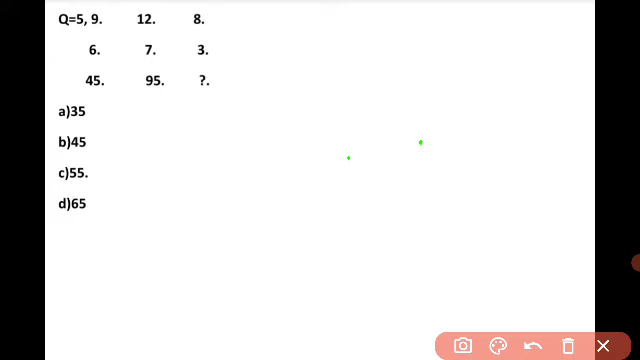 Q=5, 9. 12. 8.
6. 7. 3.
45. 95. ?.
a)35
b)45
c)55.
d)65